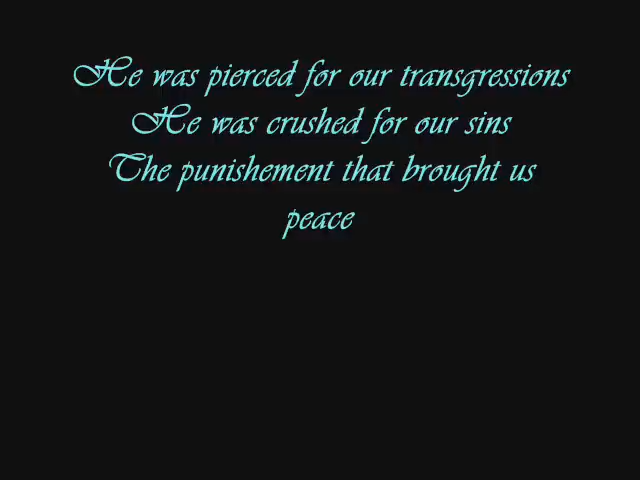 He was pierced for our transgressions
He was crushed for our sins
The punishement that brought us
peace